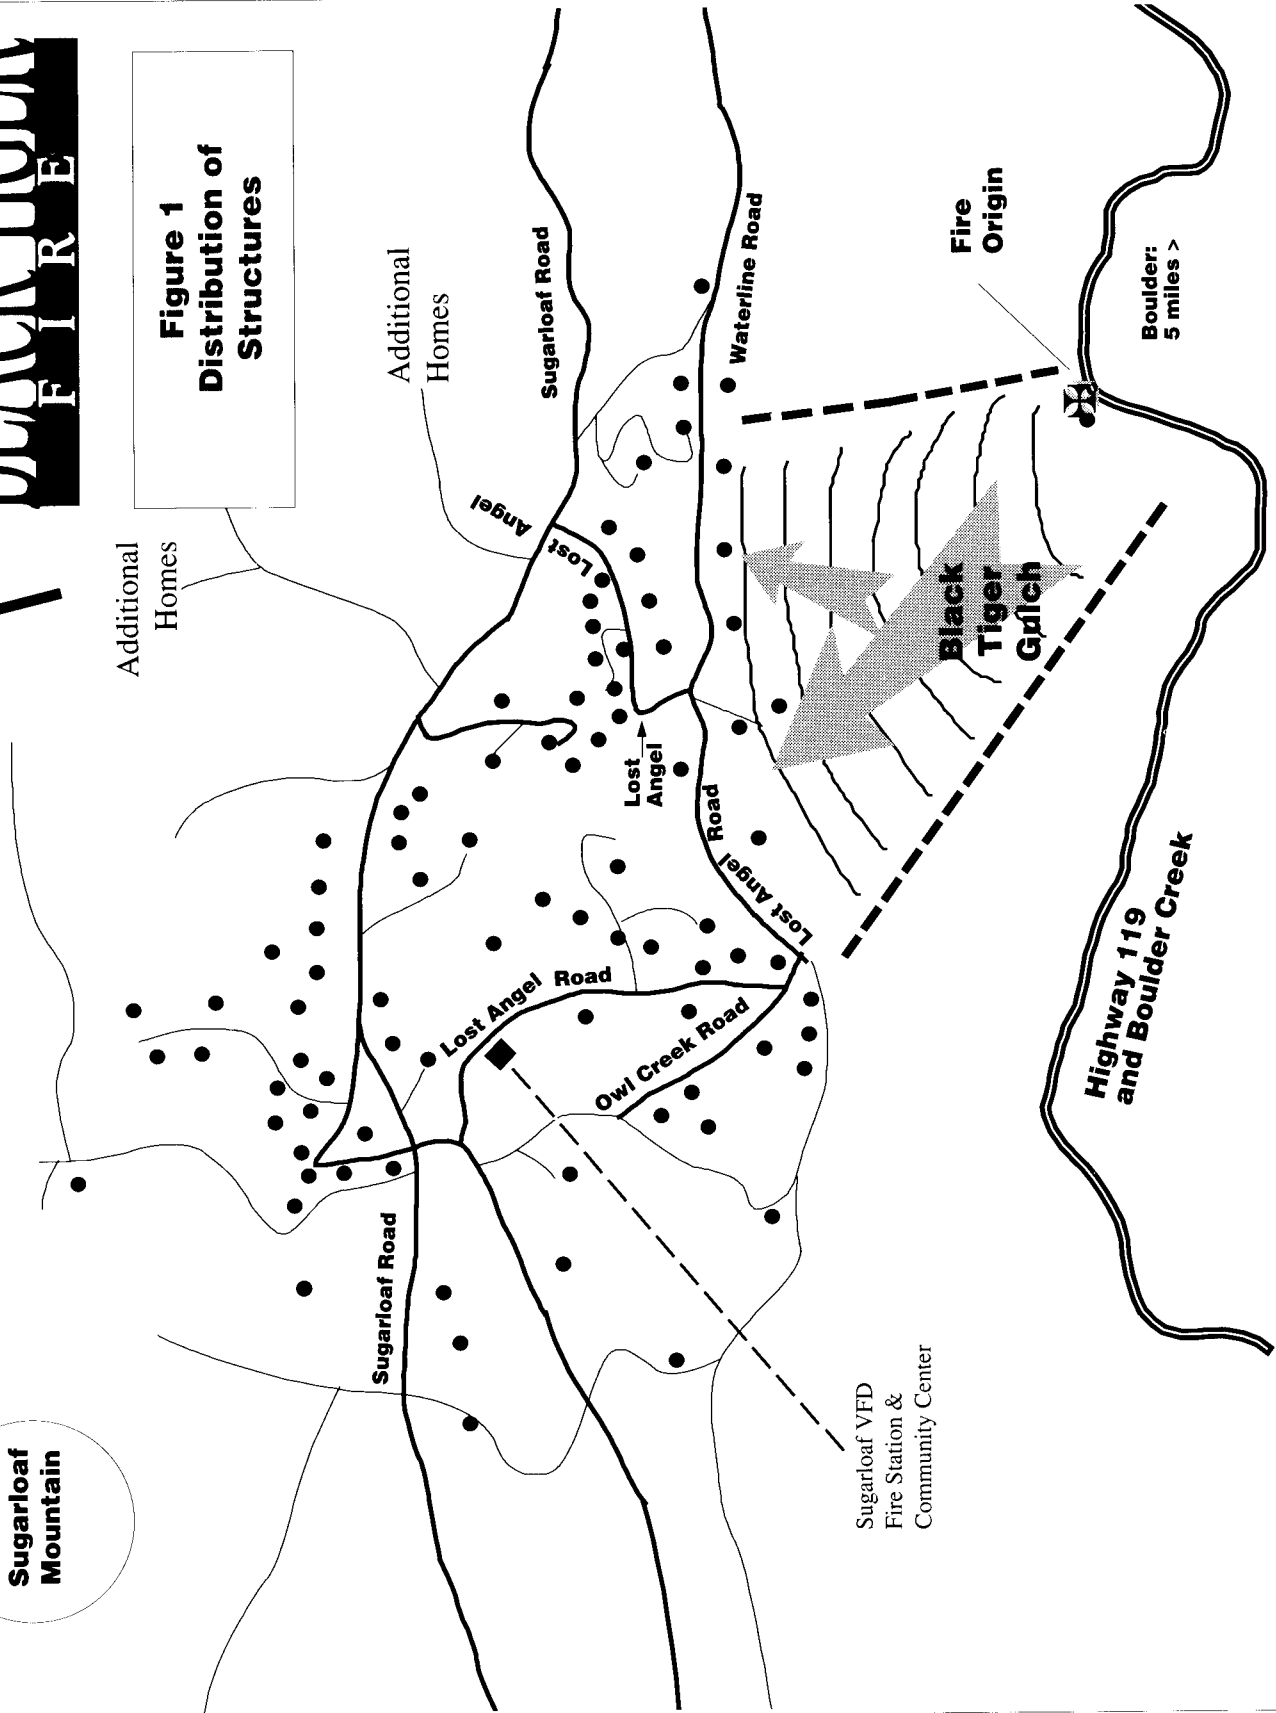 FIRE
Figure 1
Distribution of
Structures
Sugarloaf
Mountain
Additional
Homes
Additional
Homes
Sugarloaf Road
Sugarloaf Road
Lost Angel
Waterline Road
Lost
Angel
Lost Angel Road
Lost Angel Road
Owl Creek Road
Black
Tiger
Gulch
Fire
Origin
Boulder:
5 miles >
Sugarloaf VFD
Fire Station &
Community Center
Highway 119
and Boulder Creek